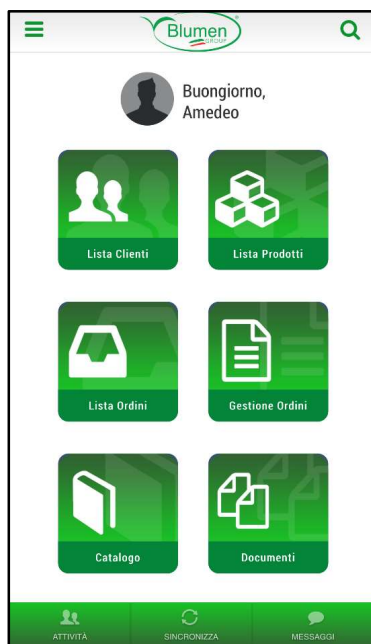 Blumen
GROUP
Buongiorno,
Amedeo
Lista Clienti
Lista Prodotti
Lista Ordini
Gestione Ordini
Catalogo
Documenti
ATTIVITÀ
SINCRONIZZA
MESSAGGI